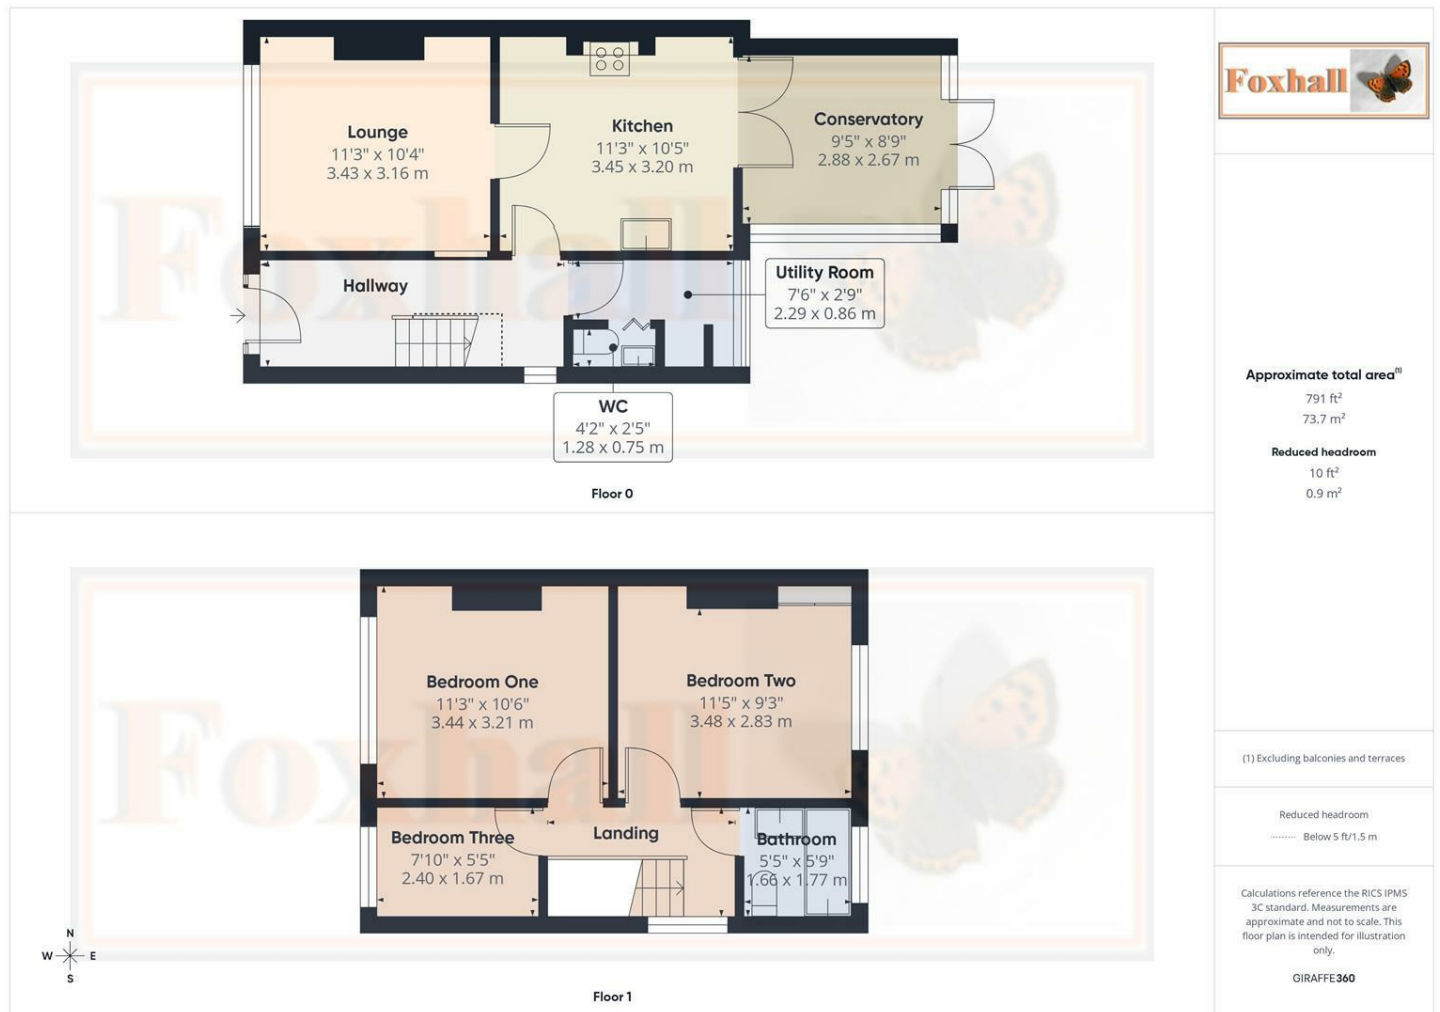 Foxhall
Lounge
11'3" x 10'4"
3.43 x 3.16 m
Kitchen
11'3" x 10'5"
3.45 x 3.20 m
Conservatory
9'5" x 8'9"
2.88 x 2.67 m
Hallway
Utility Room
7'6" x 2'9"
2.29 x 0.86 m
WC
4'2" x 2'5"
1.28 x 0.75 m
Foxhall
Floor 0
Bedroom One
11'3" x 10'6"
3.44 x 3.21 m
Bedroom Two
11'5" x 9'3"
3.48 x 2.83 m
Bedroom Three
7'10" x 5'5"
2.40 x 1.67 m
Landing
Bathroom
5'5" x 5'9"
1.66 x 1.77 m
Foxhall
N
W E
S
Floor 1
Approximate total area(1)
791 ft²
73.7 m²
Reduced headroom
10 ft²
0.9 m²
(1) Excluding balconies and terraces
Reduced headroom
Below 5 ft/1.5 m
Calculations reference the RICS IPMS
3C standard. Measurements are
approximate and not to scale. This
floor plan is intended for illustration
only.
GIRAFFE360